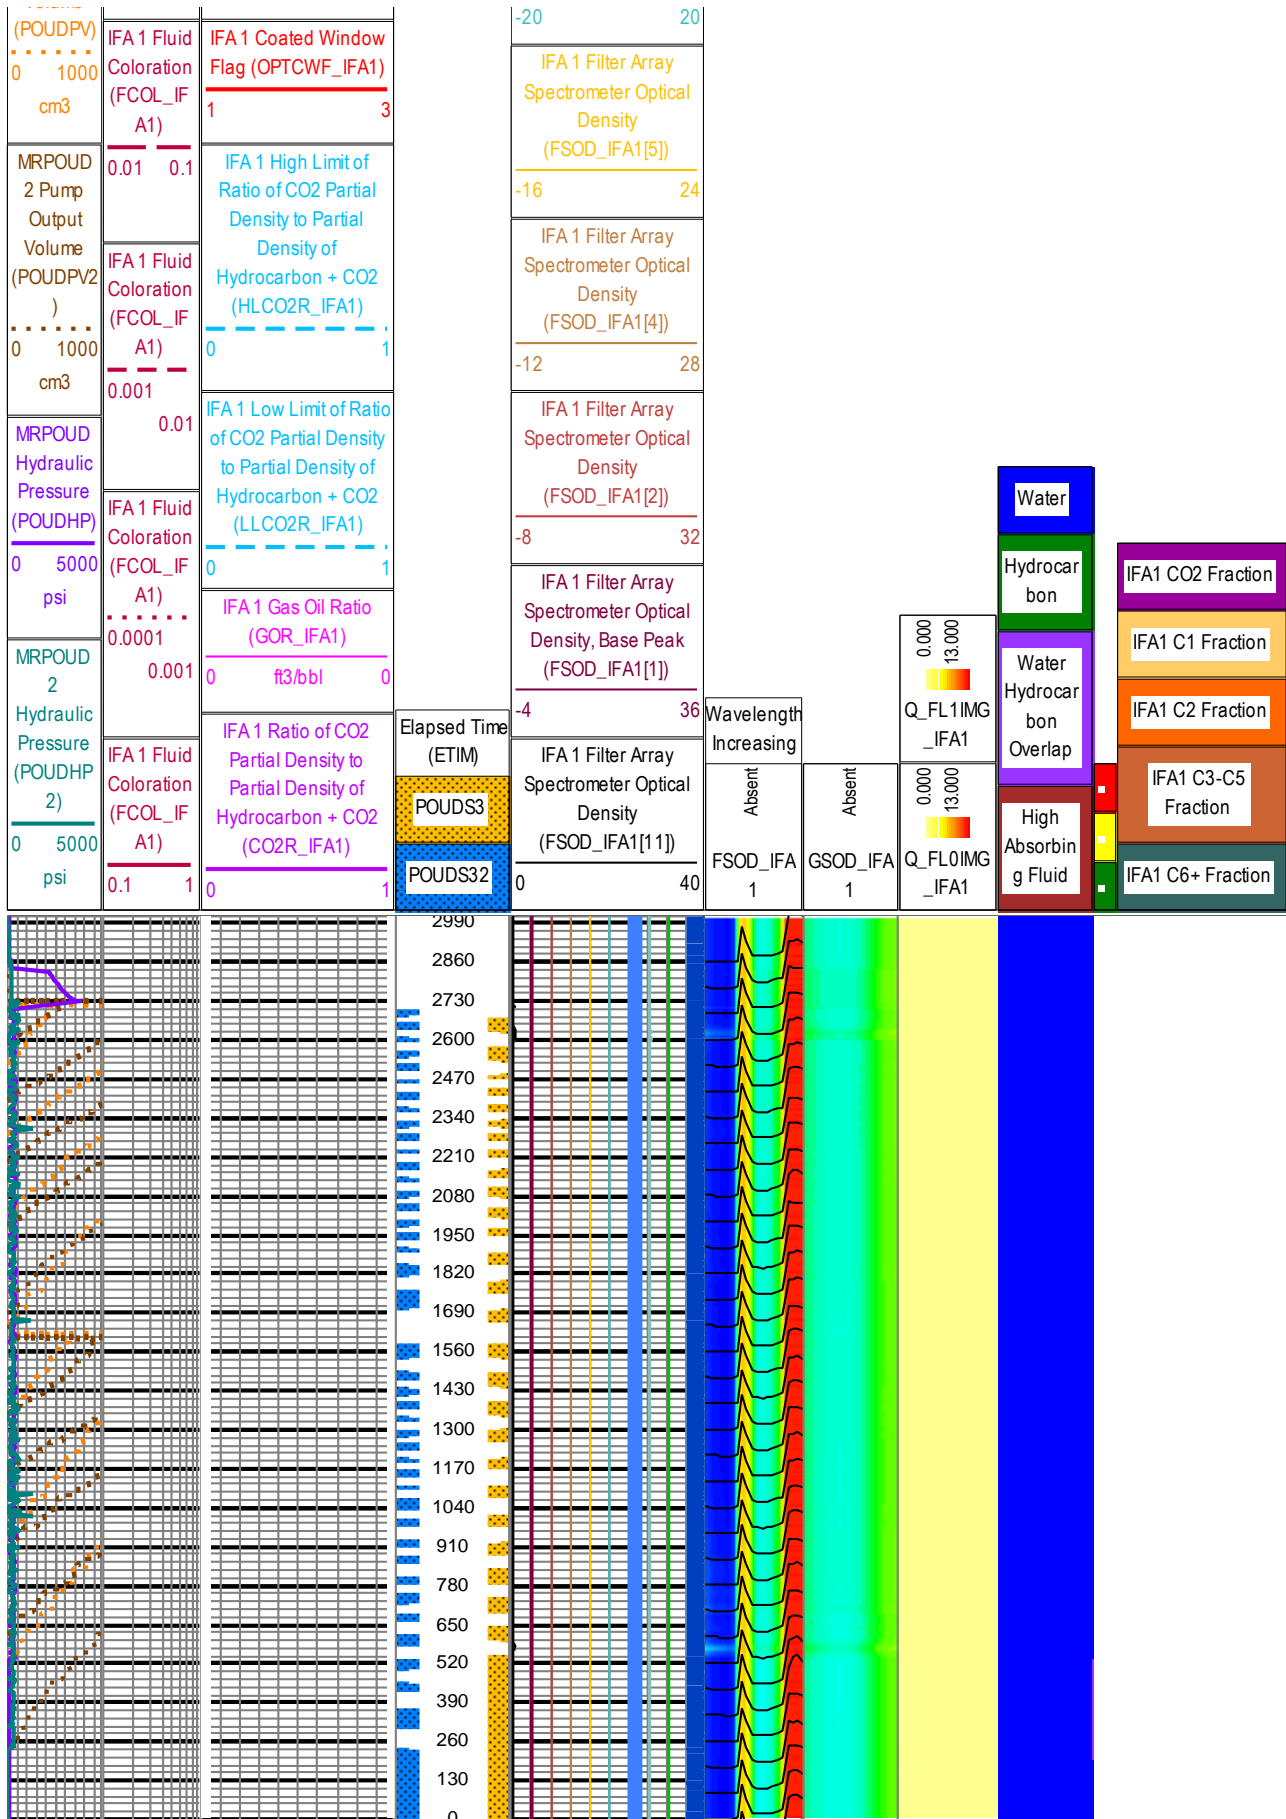 (POUDPV)
0 1000
cm3
MRPOUD
2 Pump
Output
Volume
(POUDPV2
)
0 1000
cm3
MRPOUD
Hydraulic
Pressure
(POUDHP)
0 5000
psi
MRPOUD
2
Hydraulic
Pressure
(POUDHP
2)
0 5000
psi
IFA 1 Fluid
Coloration
(FCOL_IF
A1)
0.01 0.1
IFA 1 Fluid
Coloration
(FCOL_IF
A1)
0.001
0.01
IFA 1 Fluid
Coloration
(FCOL_IF
A1)
0.0001
0.001
IFA 1 Fluid
Coloration
(FCOL_IF
A1)
0.1 1
IFA 1 Coated Window
Flag (OPTCWF_IFA1)
1 3
IFA 1 High Limit of
Ratio of CO2 Partial
Density to Partial
Density of
Hydrocarbon + CO2
(HLCO2R_IFA1)
0 1
IFA 1 Low Limit of Ratio
of CO2 Partial Density
to Partial Density of
Hydrocarbon + CO2
(LLCO2R_IFA1)
0 1
IFA 1 Gas Oil Ratio
(GOR_IFA1)
0 ft3/bbl 0
IFA 1 Ratio of CO2
Partial Density to
Partial Density of
Hydrocarbon + CO2
(CO2R_IFA1)
0 1
Elapsed Time
(ETIM)
POUDS3
POUDS32
-20 20
IFA 1 Filter Array
Spectrometer Optical
Density
(FSOD_IFA1[5])
-16 24
IFA 1 Filter Array
Spectrometer Optical
Density
(FSOD_IFA1[4])
-12 28
IFA 1 Filter Array
Spectrometer Optical
Density
(FSOD_IFA1[2])
-8 32
IFA 1 Filter Array
Spectrometer Optical
Density, Base Peak
(FSOD_IFA1[1])
-4 36
IFA 1 Filter Array
Spectrometer Optical
Density
(FSOD_IFA1[11])
0 40
Wavelength
Increasing
Absent
FSOD_IFA
1
Absent
GSOD_IFA
1
0.000
13.000
Q_FL1IMG
_IFA1
0.000
13.000
Q_FL0IMG
_IFA1
Water
Hydrocar
bon
Water
Hydrocar
bon
Overlap
High
Absorbin
g Fluid
IFA1 CO2 Fraction
IFA1 C1 Fraction
IFA1 C2 Fraction
IFA1 C3-C5
Fraction
IFA1 C6+ Fraction
2990
2860
2730
2600
2470
2340
2210
2080
1950
1820
1690
1560
1430
1300
1170
1040
910
780
650
520
390
260
130
0